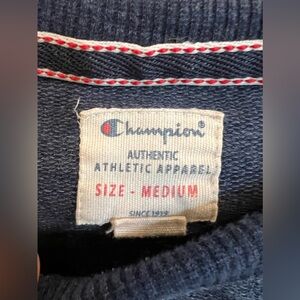 Champion
AUTHENTIC
ATHLETIC APPAREL
SIZE - MEDIUM
SINCE 1919